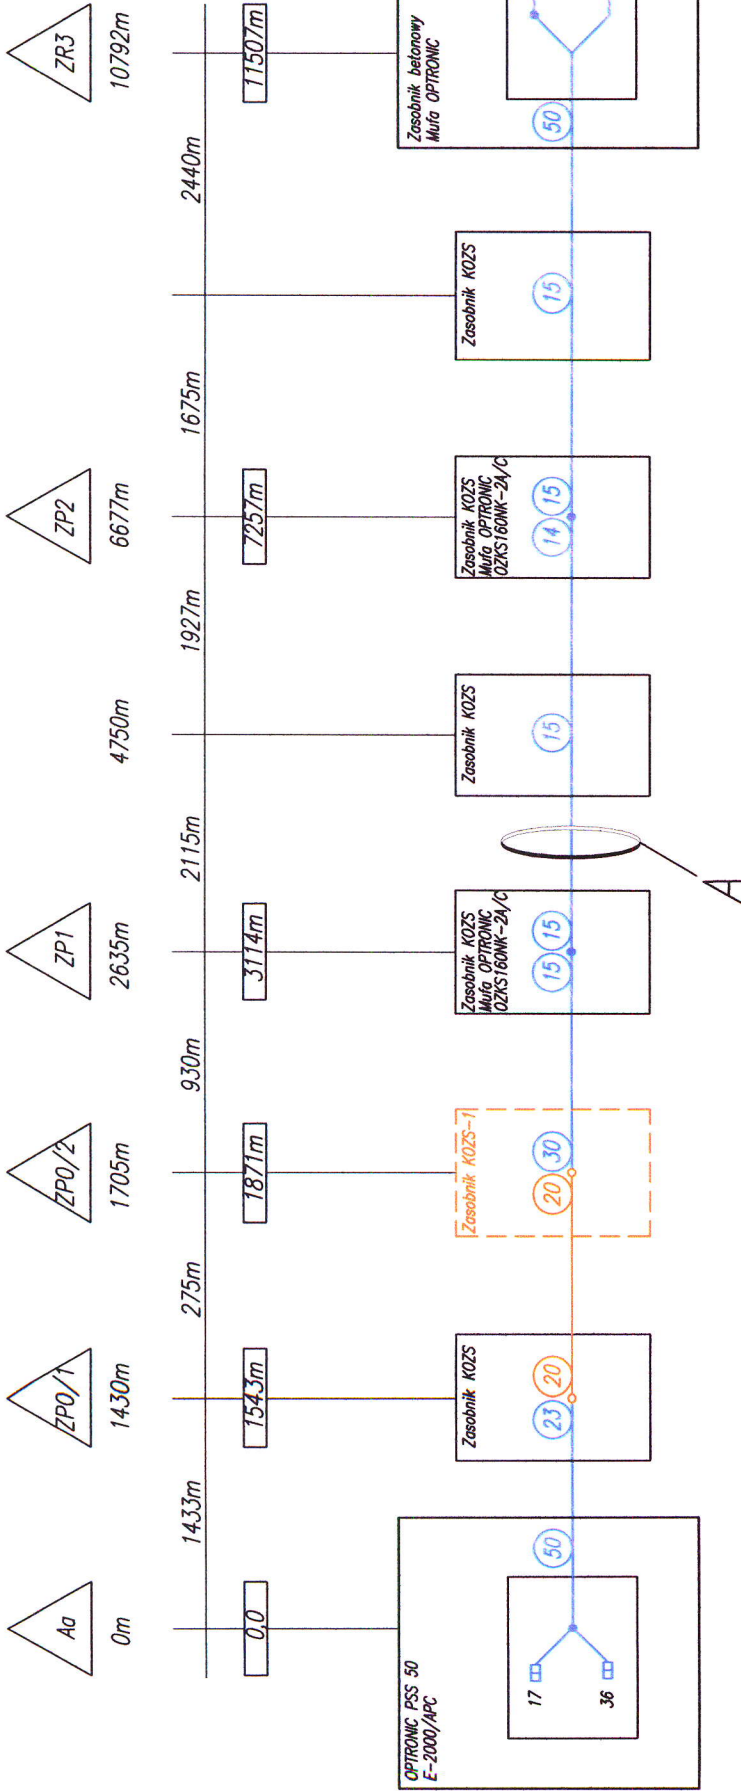 Aa
ZP0/1
ZP0/2
ZP1
ZP2
ZR3
0m
1430m
1705m
2635m
4750m
6677m
10792m
1433m
275m
930m
2115m
1927m
1675m
2440m
0,0
1543m
1871m
3114m
7257m
11507m
OPTRONIC PSS 50
E-2000/APC
17
36
50
Zasobnik KOZS
23
20
Zasobnik KOZS-1
20
30
Zasobnik KOZS
Mufa OPTRONIC
OZKS160NK-2A/C
15
15
A
Zasobnik KOZS
15
Zasobnik KOZS
Mufa OPTRONIC
OZKS160NK-2A/C
14
15
Zasobnik KOZS
15
Zasobnik betonowy
Mufa OPTRONIC
50